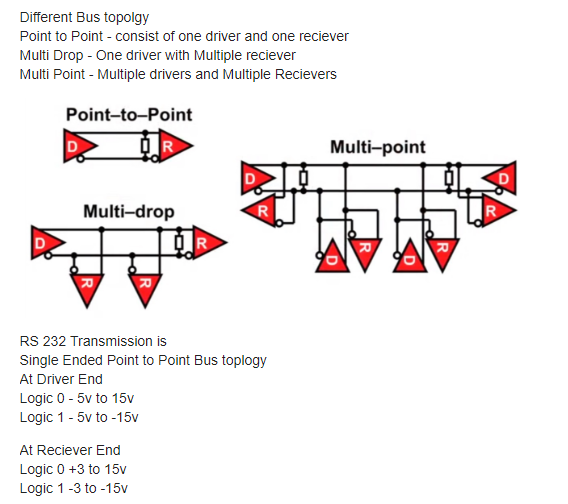 Different Bus topolgy
Point to Point - consist of one driver and one reciever
Multi Drop - One driver with Multiple reciever
Multi Point - Multiple drivers and Multiple Recievers
Point–to–Point
D R
Multi–point
D D
R R
D R D R
Multi–drop
D R
R R
RS 232 Transmission is
Single Ended Point to Point Bus toplogy
At Driver End
Logic 0 - 5v to 15v
Logic 1 - 5v to -15v
At Reciever End
Logic 0 +3 to 15v
Logic 1 -3 to -15v